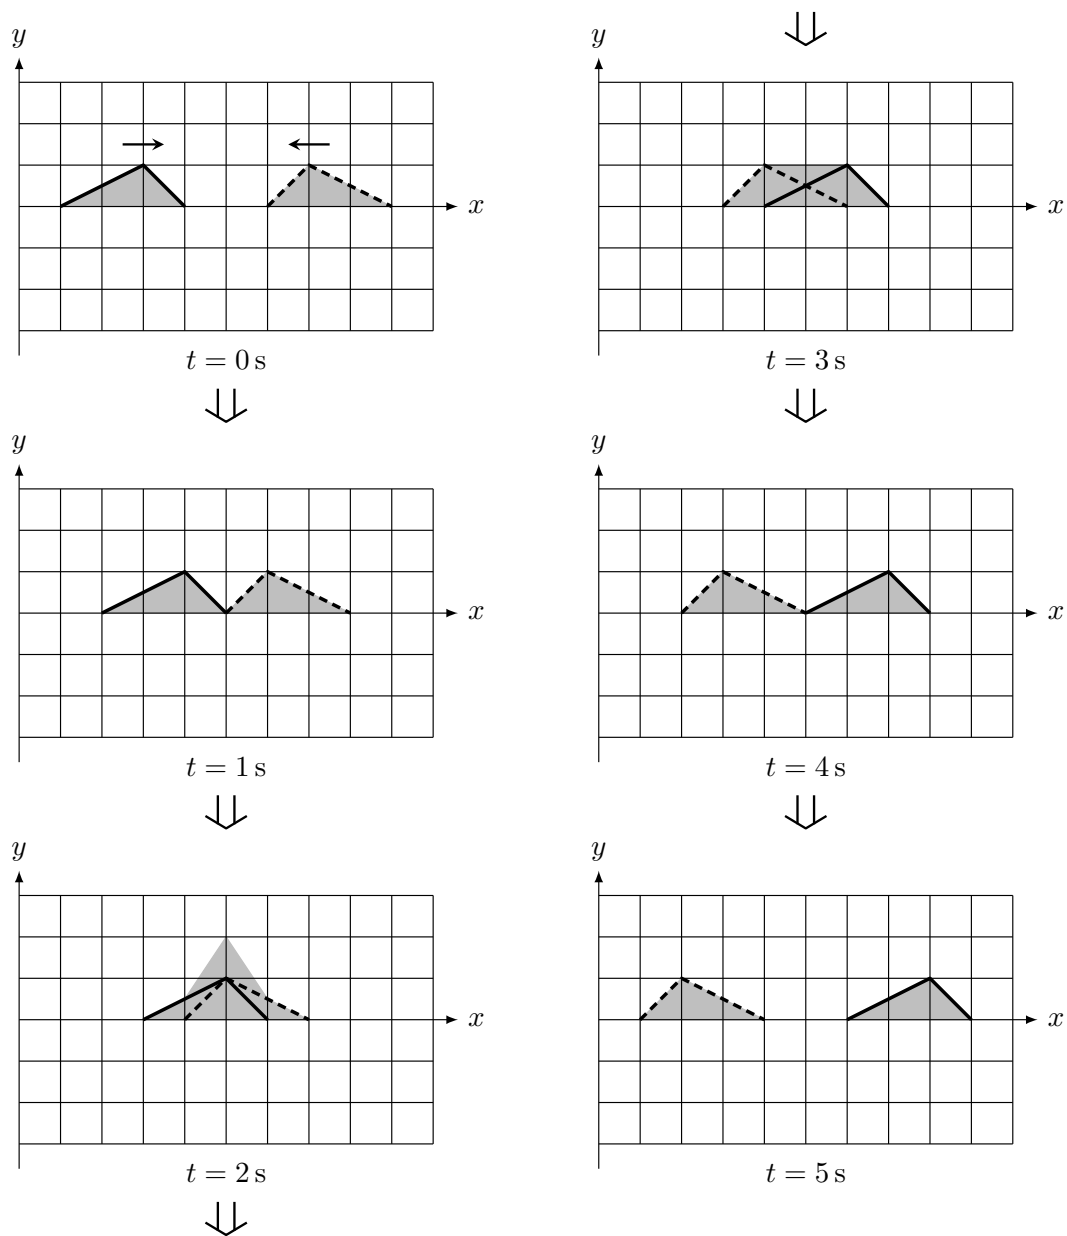 y
x
t = 0 s
y
x
t = 1 s
y
x
t = 2 s
y
x
t = 3 s
y
x
t = 4 s
y
x
t = 5 s